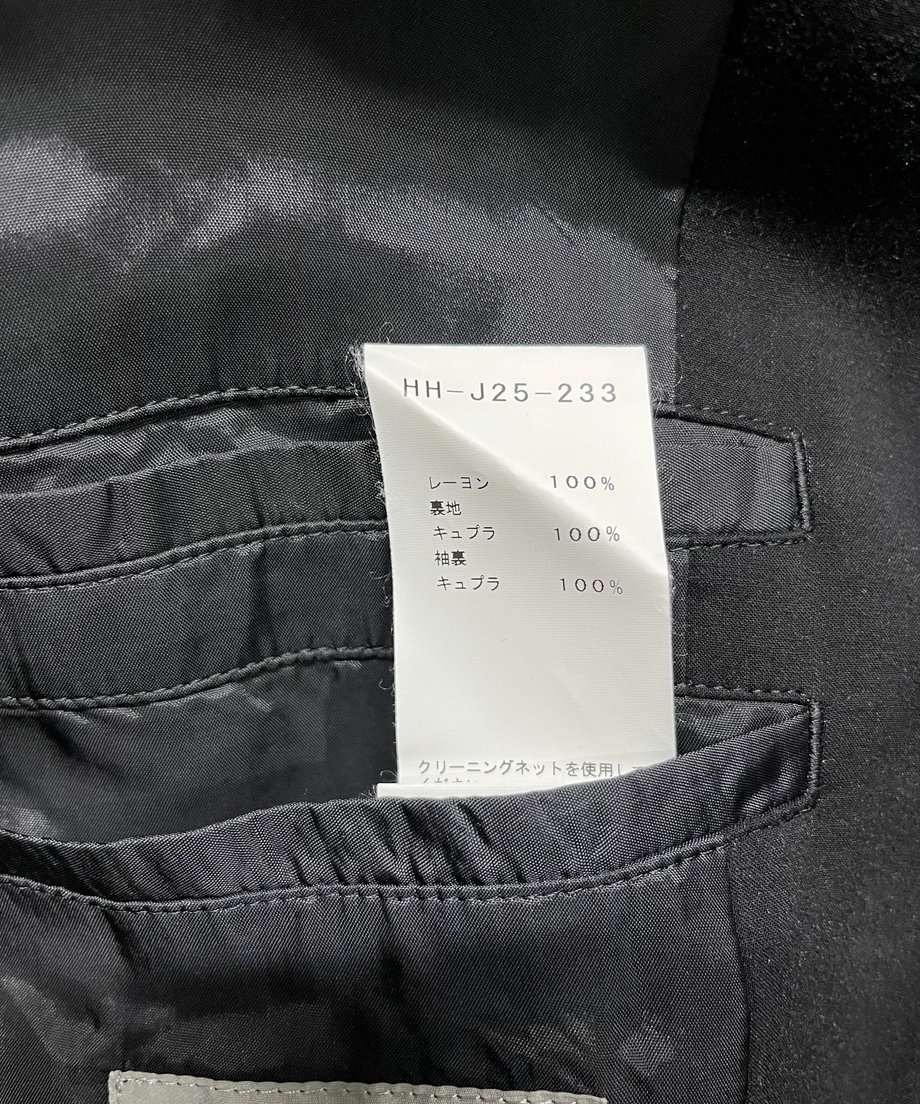 HH-J25-233
レーヨン 100%
裏地
キュプラ 100%
袖裏
キュプラ 100%
クリーニングネットを使用して